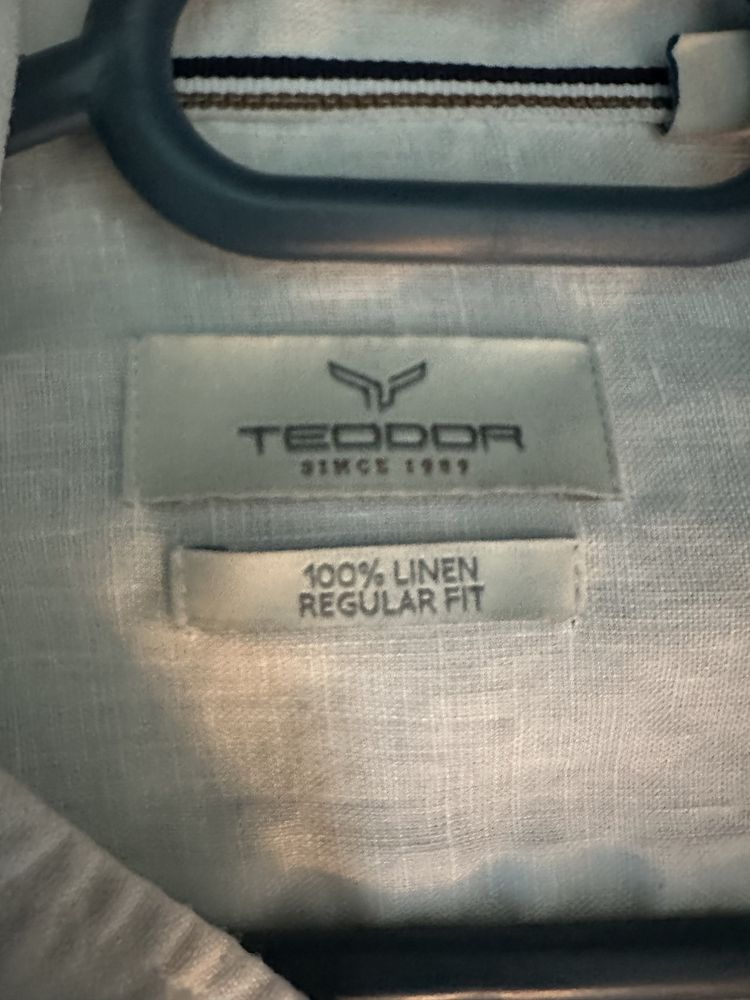 TEODOR
SINCE 1989
100% LINEN
REGULAR FIT